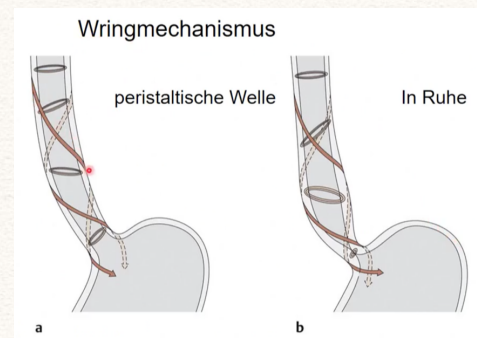 Wringmechanismus
peristaltische Welle
In Ruhe
a
b